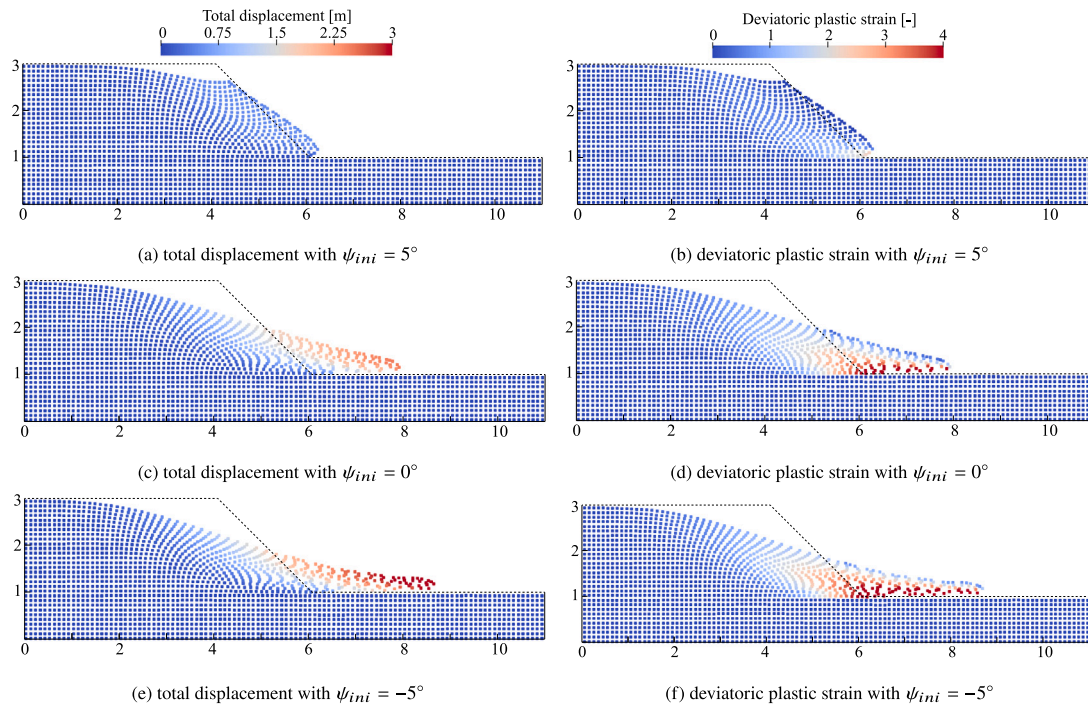 Total displacement [m]
0 0.75 1.5 2.25 3
Deviatoric plastic strain [-]
0 1 2 3 4
3
2
1
0 2 4 6 8 10
3
2
1
0 2 4 6 8 10
(a) total displacement with ψini = 5°
(b) deviatoric plastic strain with ψini = 5°
3
2
1
0 2 4 6 8 10
3
2
1
0 2 4 6 8 10
(c) total displacement with ψini = 0°
(d) deviatoric plastic strain with ψini = 0°
3
2
1
0 2 4 6 8 10
3
2
1
0 2 4 6 8 10
(e) total displacement with ψini = −5°
(f) deviatoric plastic strain with ψini = −5°